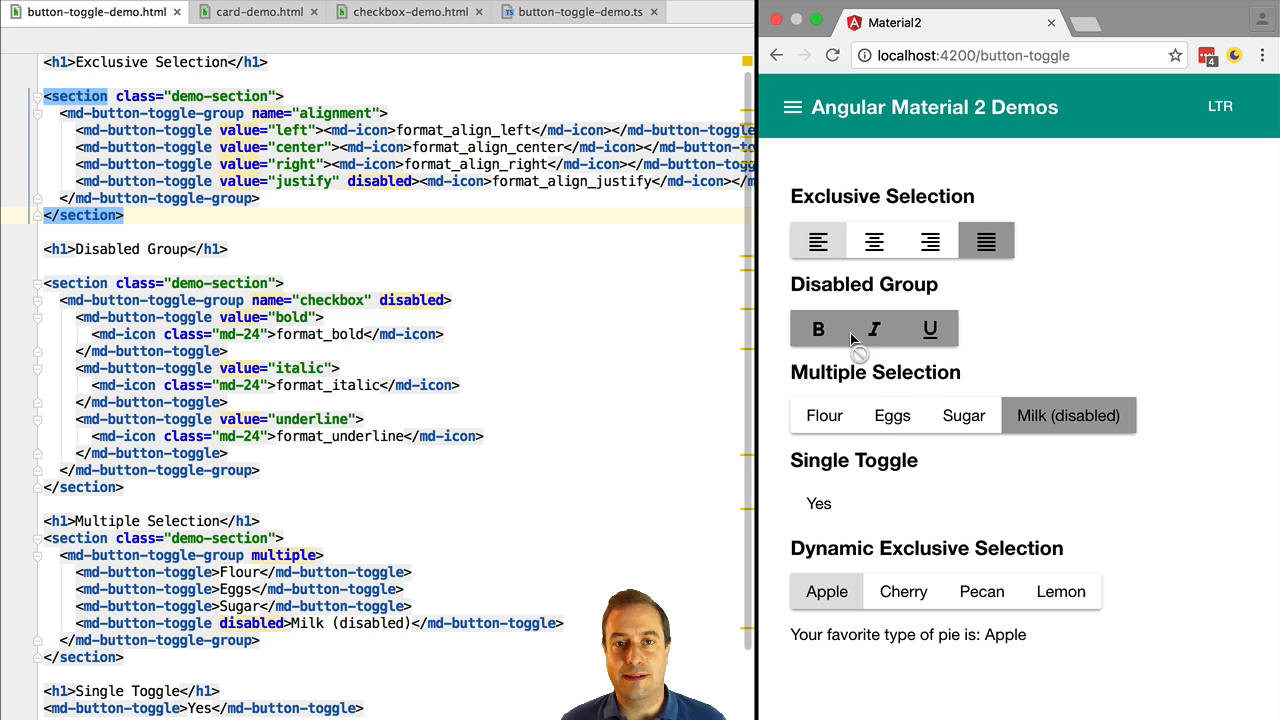 button-toggle-demo.html
card-demo.html
checkbox-demo.html
button-toggle-demo.ts
<h1>Exclusive Selection</h1>
<section class="demo-section">
<md-button-toggle-group name="alignment">
<md-button-toggle value="left"><md-icon>format_align_left</md-icon></md-button-toggle
<md-button-toggle value="center"><md-icon>format_align_center</md-icon></md-button-to
<md-button-toggle value="right"><md-icon>format_align_right</md-icon></md-button-togg
<md-button-toggle value="justify" disabled><md-icon>format_align_justify</md-icon></m
</md-button-toggle-group>
</section>
<h1>Disabled Group</h1>
<section class="demo-section">
<md-button-toggle-group name="checkbox" disabled>
<md-button-toggle value="bold">
<md-icon class="md-24">format_bold</md-icon>
</md-button-toggle>
<md-button-toggle value="italic">
<md-icon class="md-24">format_italic</md-icon>
</md-button-toggle>
<md-button-toggle value="underline">
<md-icon class="md-24">format_underline</md-icon>
</md-button-toggle>
</md-button-toggle-group>
</section>
<h1>Multiple Selection</h1>
<section class="demo-section">
<md-button-toggle-group multiple>
<md-button-toggle>Flour</md-button-toggle>
<md-button-toggle>Eggs</md-button-toggle>
<md-button-toggle>Sugar</md-button-toggle>
<md-button-toggle disabled>Milk (disabled)</md-button-toggle>
</md-button-toggle-group>
</section>
<h1>Single Toggle</h1>
<md-button-toggle>Yes</md-button-toggle>
Material2
localhost:4200/button-toggle
4
Angular Material 2 Demos
LTR
Exclusive Selection
Disabled Group
B I U
Multiple Selection
Flour Eggs Sugar Milk (disabled)
Single Toggle
Yes
Dynamic Exclusive Selection
Apple Cherry Pecan Lemon
Your favorite type of pie is: Apple